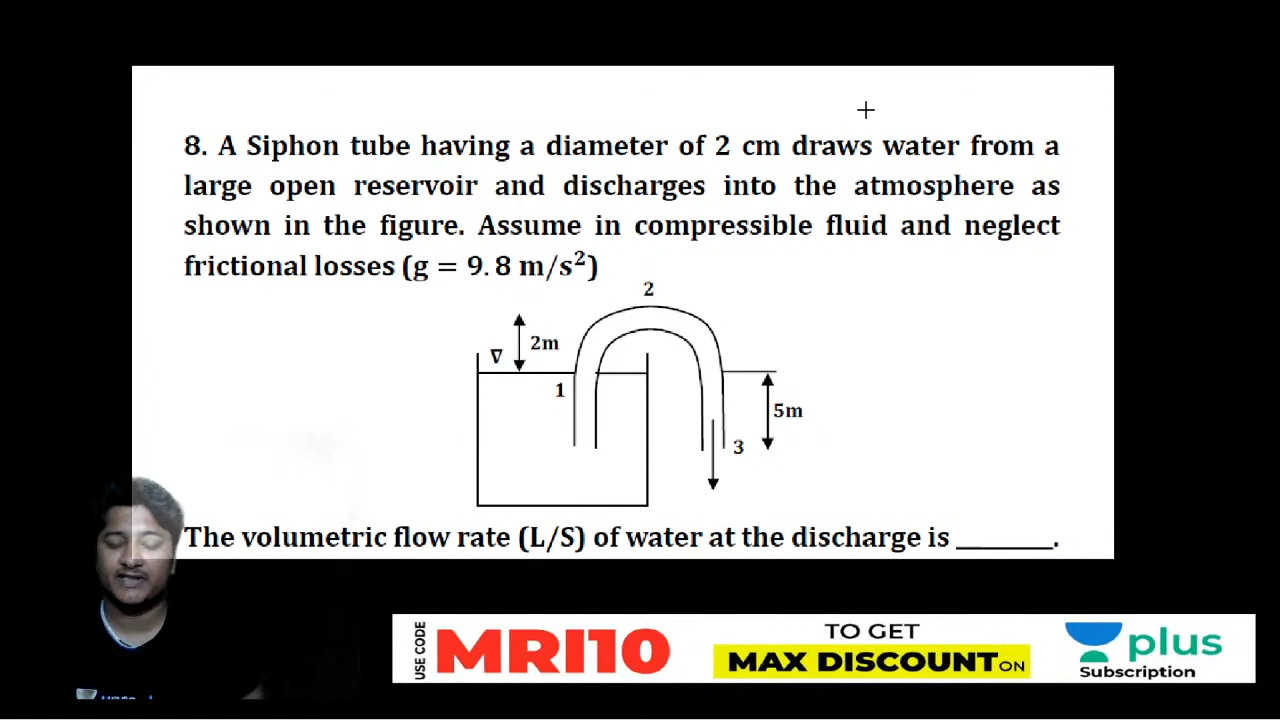 8. A Siphon tube having a diameter of 2 cm draws water from a
large open reservoir and discharges into the atmosphere as
shown in the figure. Assume in compressible fluid and neglect
frictional losses (g = 9.8 m/s²)
2
2m
∇
1
5m
3
The volumetric flow rate (L/S) of water at the discharge is ________.
USE CODE
MRI10
TO GET
MAX DISCOUNT ON
plus
Subscription